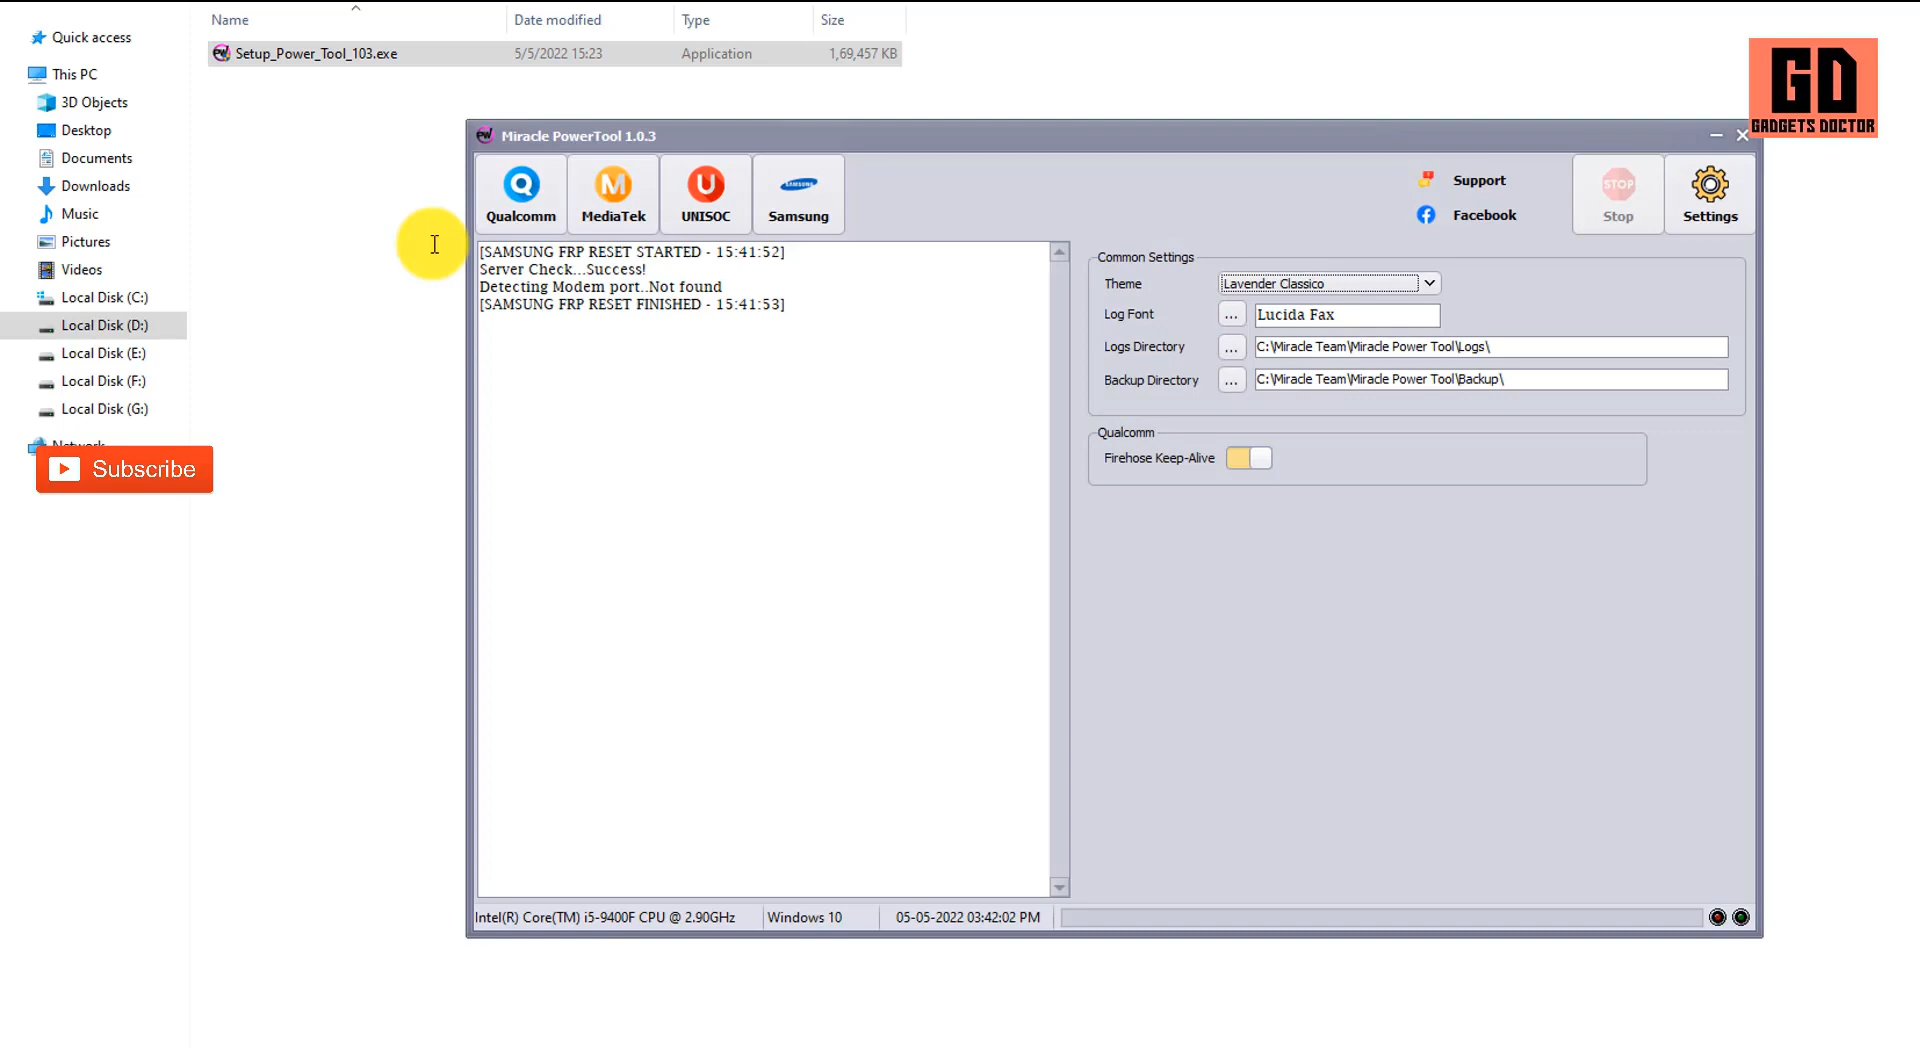 Name Date modified Type Size
Quick access
Setup_Power_Tool_103.exe 5/5/2022 15:23 Application 1,69,457 KB
This PC
3D Objects
Desktop
Documents
Downloads
Music
Pictures
Videos
Local Disk (C:)
Local Disk (D:)
Local Disk (E:)
Local Disk (F:)
Local Disk (G:)
Network
Subscribe
GD
GADGETS DOCTOR
PW Miracle PowerTool 1.0.3
Q M U SAMSUNG
Qualcomm MediaTek UNISOC Samsung
Support
Facebook
STOP
Stop Settings
[SAMSUNG FRP RESET STARTED - 15:41:52]
Server Check...Success!
Detecting Modem port..Not found
[SAMSUNG FRP RESET FINISHED - 15:41:53]
Common Settings
Theme Lavender Classico
Log Font ... Lucida Fax
Logs Directory ... C:\Miracle Team\Miracle Power Tool\Logs\
Backup Directory ... C:\Miracle Team\Miracle Power Tool\Backup\
Qualcomm
Firehose Keep-Alive
Intel(R) Core(TM) i5-9400F CPU @ 2.90GHz Windows 10 05-05-2022 03:42:02 PM